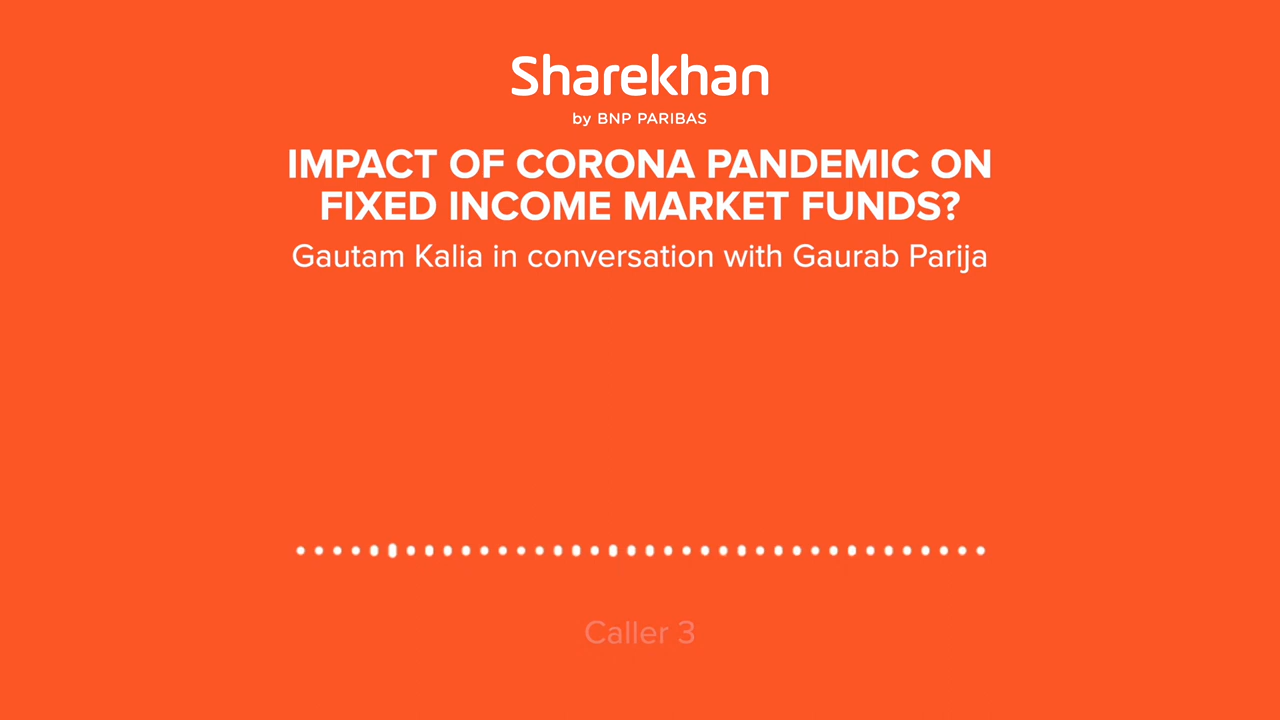 Sharekhan
by BNP PARIBAS
IMPACT OF CORONA PANDEMIC ON
FIXED INCOME MARKET FUNDS?
Gautam Kalia in conversation with Gaurab Parija
Caller 3